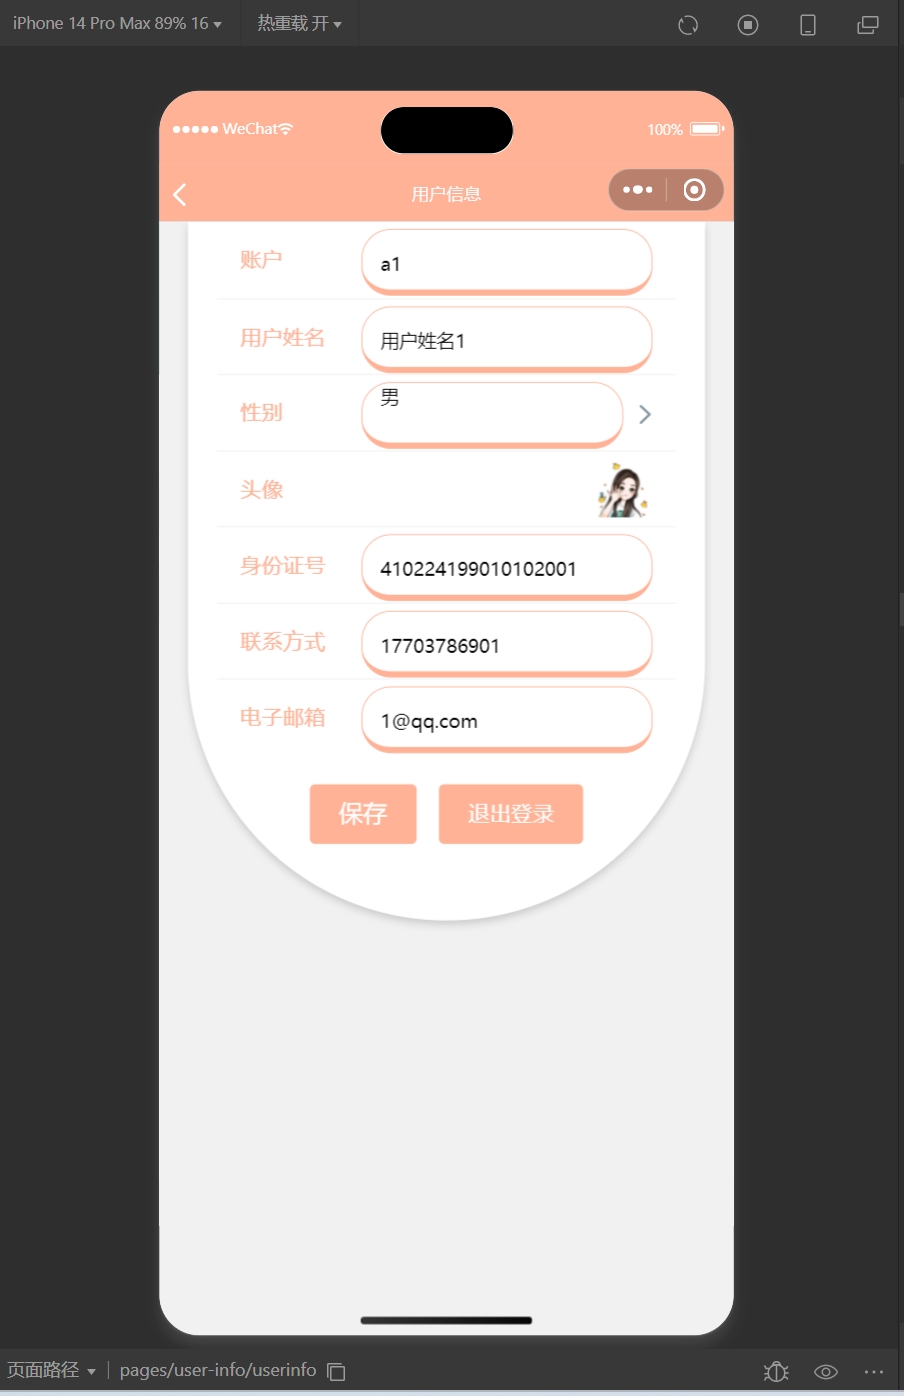 iPhone 14 Pro Max 89% 16 热重载 开
WeChat 100%
用户信息
账户 a1
用户姓名 用户姓名1
性别 男
头像
身份证号 410224199010102001
联系方式 17703786901
电子邮箱 1@qq.com
保存 退出登录
页面路径 pages/user-info/userinfo